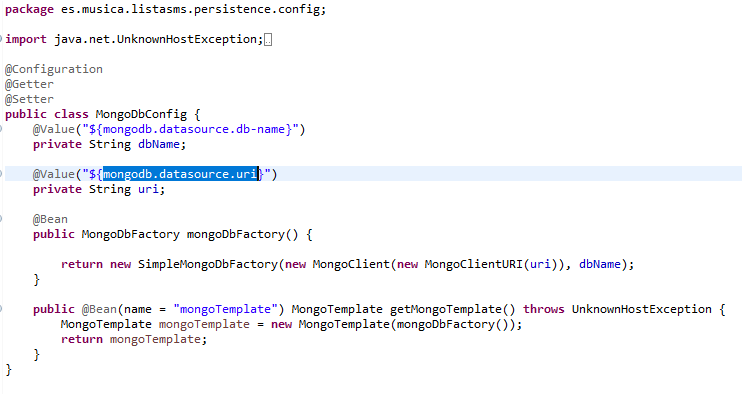 package es.musica.listasms.persistence.config;
import java.net.UnknownHostException;
@Configuration
@Getter
@Setter
public class MongoDbConfig {
@Value("${mongodb.datasource.db-name}")
private String dbName;
@Value("${mongodb.datasource.uri}")
private String uri;
@Bean
public MongoDbFactory mongoDbFactory() {
return new SimpleMongoDbFactory(new MongoClient(new MongoClientURI(uri)), dbName);
}
public @Bean(name = "mongoTemplate") MongoTemplate getMongoTemplate() throws UnknownHostException {
MongoTemplate mongoTemplate = new MongoTemplate(mongoDbFactory());
return mongoTemplate;
}
}